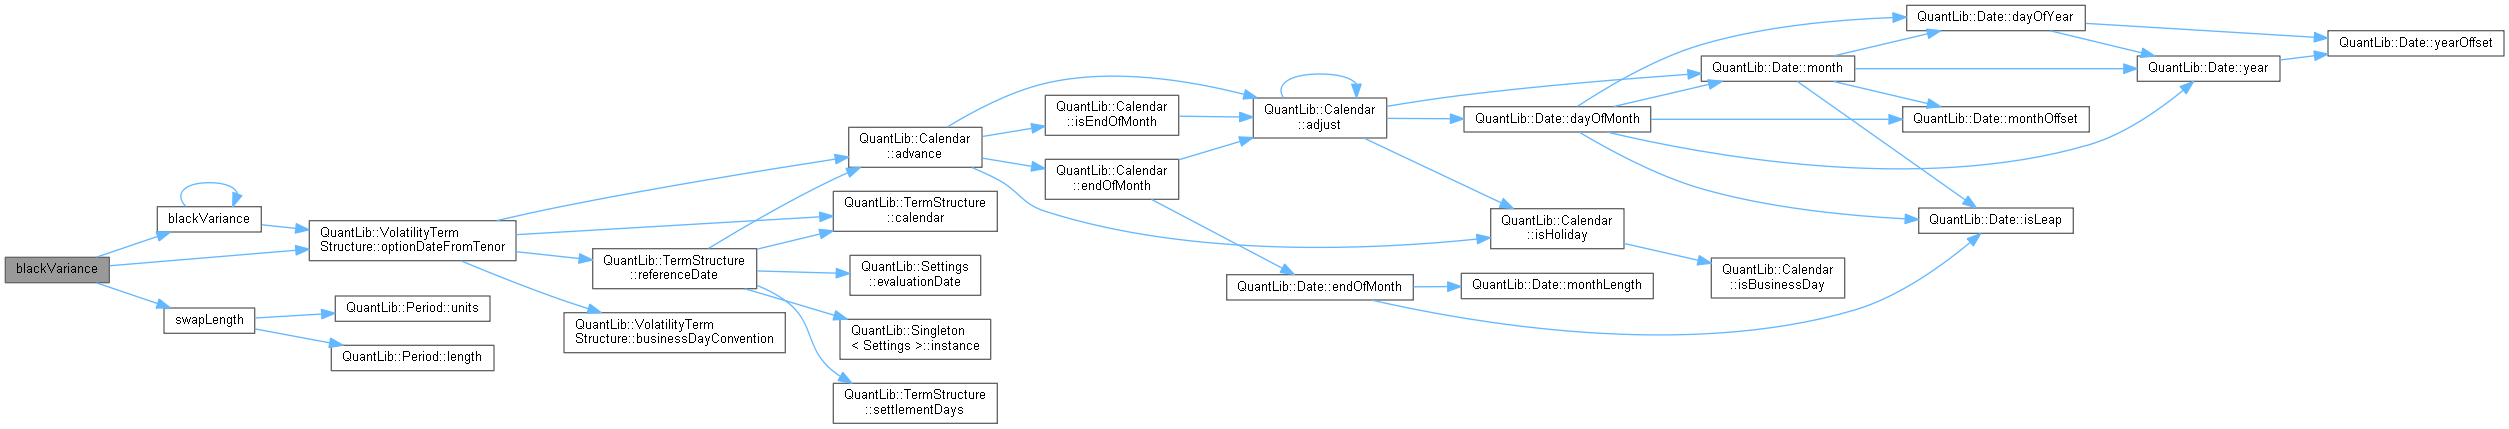 blackVariance
blackVariance
swapLength
QuantLib::VolatilityTerm
Structure::optionDateFromTenor
QuantLib::Period::units
QuantLib::Period::length
QuantLib::Calendar
::advance
QuantLib::TermStructure
::calendar
QuantLib::TermStructure
::referenceDate
QuantLib::VolatilityTerm
Structure::businessDayConvention
QuantLib::Settings
::evaluationDate
QuantLib::Singleton
< Settings >::instance
QuantLib::TermStructure
::settlementDays
QuantLib::Calendar
::isEndOfMonth
QuantLib::Calendar
::endOfMonth
QuantLib::Calendar
::adjust
QuantLib::Date::endOfMonth
QuantLib::Date::dayOfMonth
QuantLib::Calendar
::isHoliday
QuantLib::Date::monthLength
QuantLib::Date::month
QuantLib::Calendar
::isBusinessDay
QuantLib::Date::dayOfYear
QuantLib::Date::monthOffset
QuantLib::Date::isLeap
QuantLib::Date::year
QuantLib::Date::yearOffset